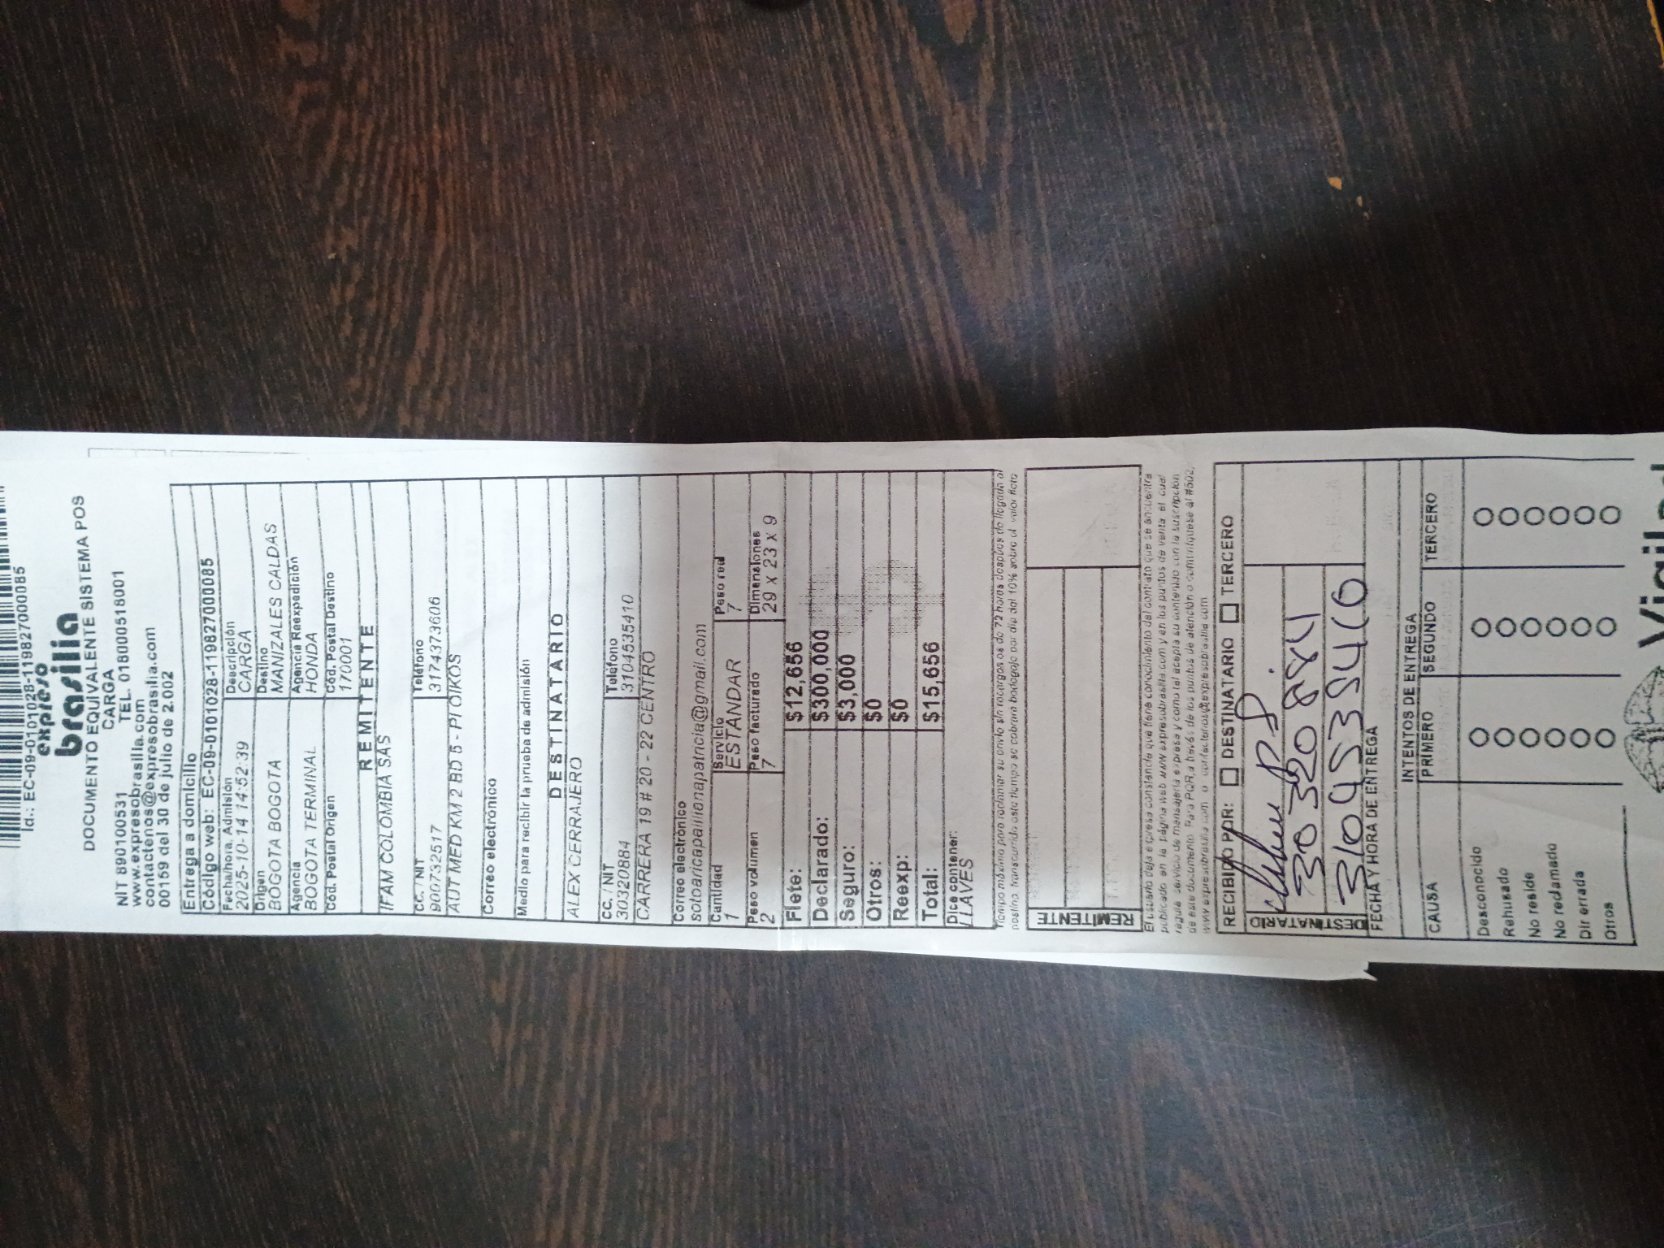 Id.: EC-09-0101028-1198270000085
expreso
brasilia
DOCUMENTO EQUIVALENTE SISTEMA POS
CARGA
NIT 890100531 TEL. 018000518001
www.expresobrasilia.com
contactenos@expresobrasilia.com
00159 del 30 de julio de 2.002
Entrega a domicilio
Código web: EC-09-0101028-1198270000085
Fecha/hora. Admisión Descripción
2025-10-14 14:52:39 CARGA
Origen Destino
BOGOTA BOGOTA MANIZALES CALDAS
Agencia Agencia Reexpedición
BOGOTA TERMINAL HONDA
Cód. Postal Origen Cód. Postal Destino
170001
REMITENTE
IFAM COLOMBIA SAS
CC. / NIT Teléfono
900732517 3174373606
AUT MED KM 2 BD 5 - PI OIKOS
Correo electrónico
Medio para recibir la prueba de admisión
DESTINATARIO
ALEX CERRAJERO
CC. / NIT Teléfono
30320884 3104535410
CARRERA 19 # 20 - 22 CENTRO
Correo electrónico
Cantidad Servicio Peso real
1 ESTANDAR 7
Peso volumen Peso facturado Dimensiones
2 7 29 X 23 X 9
Flete: $12,656
Declarado: $300,000
Seguro: $3,000
Otros: $0
Reexp: $0
Total: $15,656
Dice contener:
LLAVES
REMITENTE
RECIBIDO POR: DESTINATARIO TERCERO
DESTINATARIO
30320884
3104535410
FECHA Y HORA DE ENTREGA
INTENTOS DE ENTREGA
CAUSA PRIMERO SEGUNDO TERCERO
Desconocido
Rehusado
No reside
No redamado
Dir errada
Otros